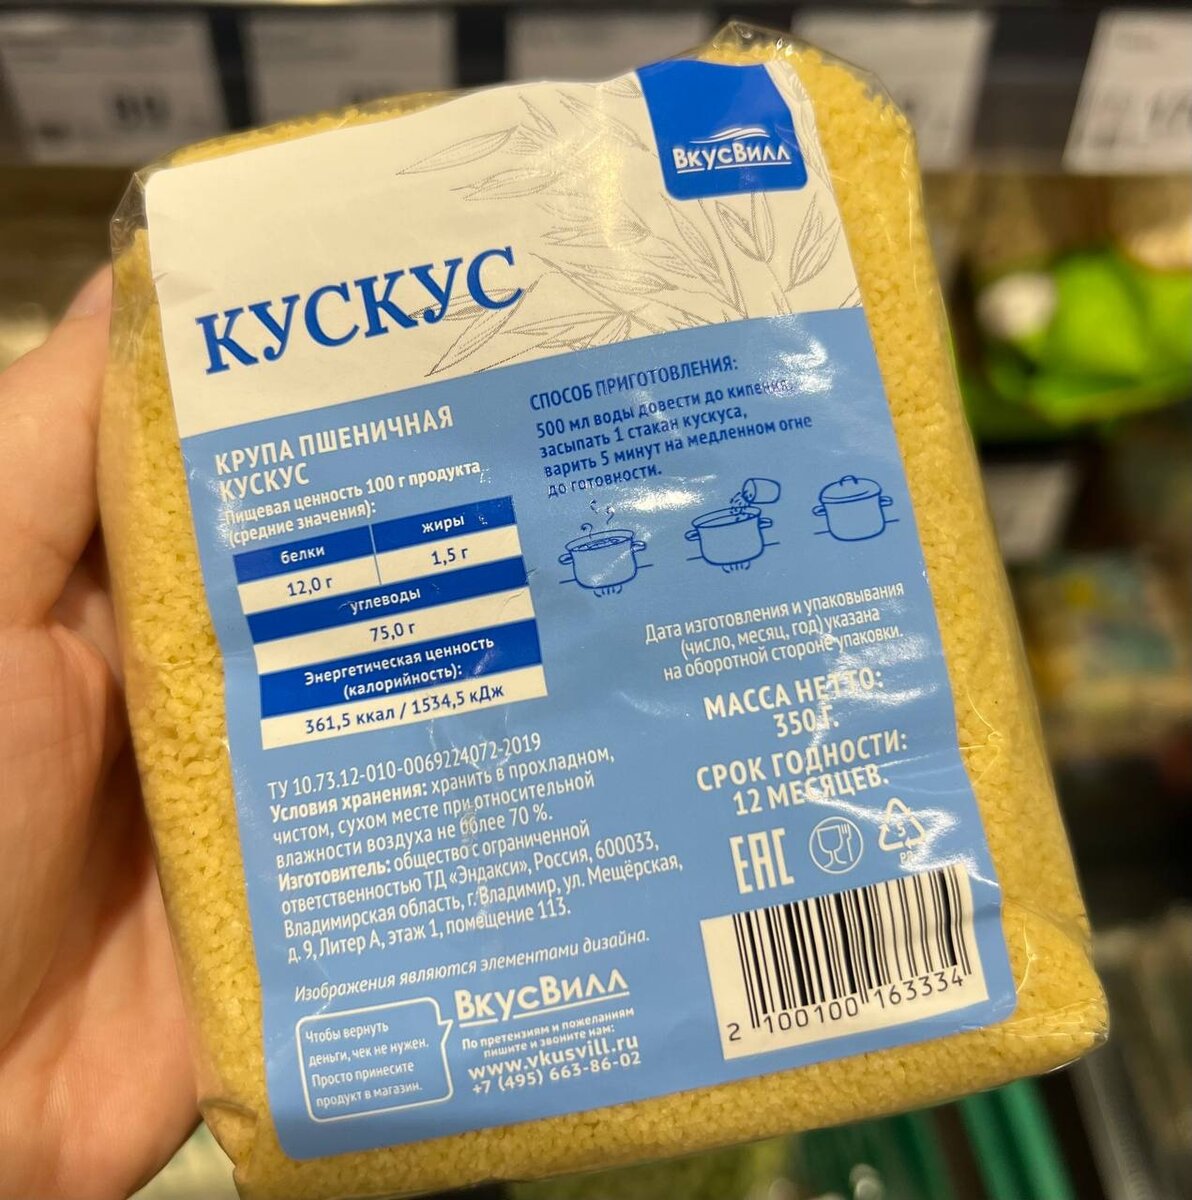 ВкусВилл
КУСКУС
КРУПА ПШЕНИЧНАЯ
КУСКУС
Пищевая ценность 100 г продукта
(средние значения):
белки жиры
12,0 г 1,5 г
углеводы
75,0 г
Энергетическая ценность
(калорийность):
361,5 ккал / 1534,5 кДж
СПОСОБ ПРИГОТОВЛЕНИЯ:
500 мл воды довести до кипения,
засыпать 1 стакан кускуса,
варить 5 минут на медленном огне
до готовности.
Дата изготовления и упаковывания
(число, месяц, год) указана
на оборотной стороне упаковки.
МАССА НЕТТО:
350 Г.
СРОК ГОДНОСТИ:
12 МЕСЯЦЕВ.
EAC
5
PP
ТУ 10.73.12-010-0069224072-2019
Условия хранения: хранить в прохладном,
чистом, сухом месте при относительной
влажности воздуха не более 70 %.
Изготовитель: общество с ограниченной
ответственностью ТД «Эндакси», Россия, 600033,
Владимирская область, г. Владимир, ул. Мещёрская,
д. 9, Литер А, этаж 1, помещение 113.
Изображения являются элементами дизайна.
Чтобы вернуть
деньги, чек не нужен.
Просто принесите
продукт в магазин.
ВкусВилл
По претензиям и пожеланиям
пишите и звоните нам:
www.vkusvill.ru
+7 (495) 663-86-02
2 100100 163334